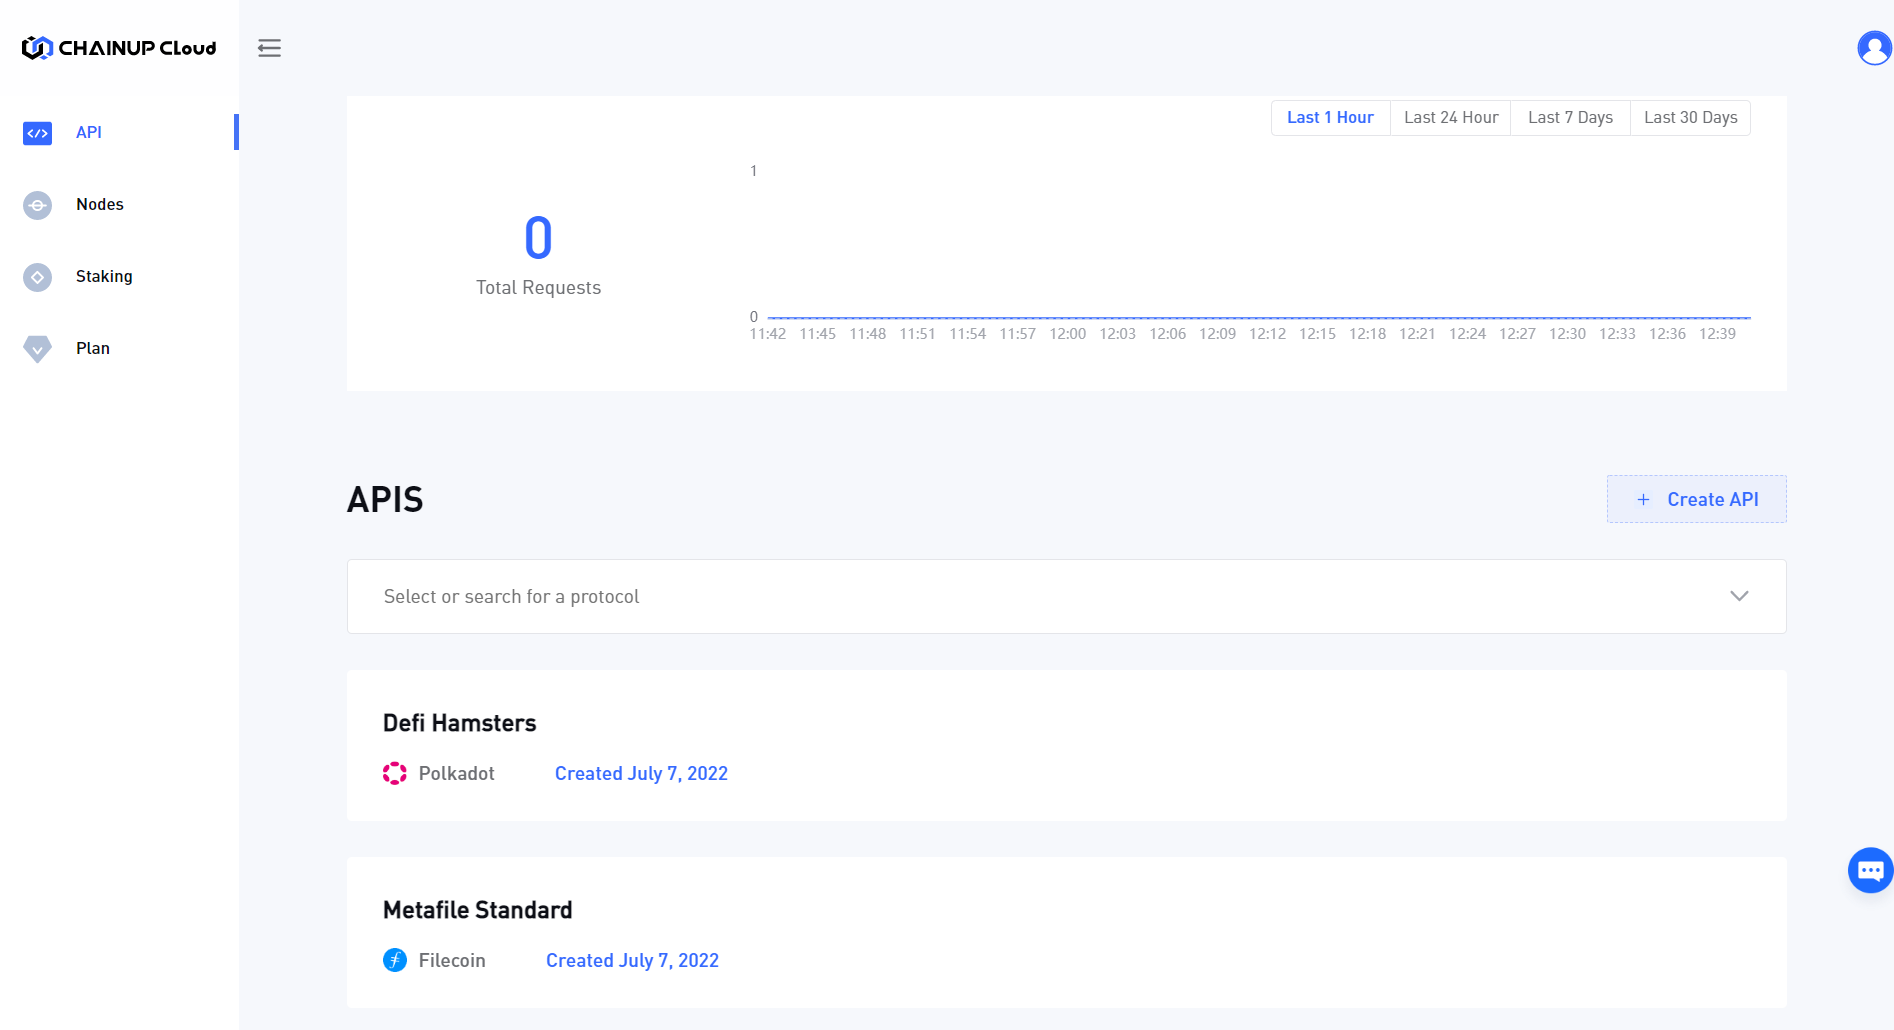 CHAINUP CLoud
API
Nodes
Staking
Plan
Last 1 Hour
Last 24 Hour
Last 7 Days
Last 30 Days
0
Total Requests
1
0
11:42 11:45 11:48 11:51 11:54 11:57 12:00 12:03 12:06 12:09 12:12 12:15 12:18 12:21 12:24 12:27 12:30 12:33 12:36 12:39
APIS
+ Create API
Select or search for a protocol
Defi Hamsters
Polkadot Created July 7, 2022
Metafile Standard
Filecoin Created July 7, 2022